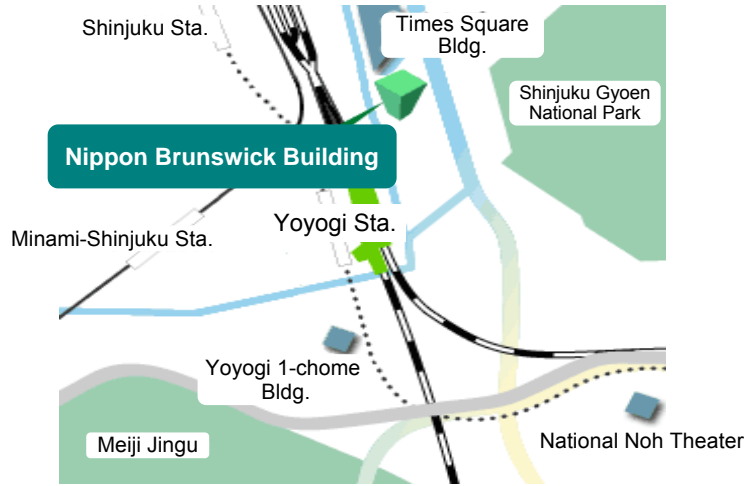 Shinjuku Sta.
Times Square
Bldg.
Shinjuku Gyoen
National Park
Nippon Brunswick Building
Yoyogi Sta.
Minami-Shinjuku Sta.
Yoyogi 1-chome
Bldg.
Meiji Jingu
National Noh Theater